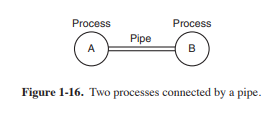 Process Process
Pipe
A B
Figure 1-16. Two processes connected by a pipe.